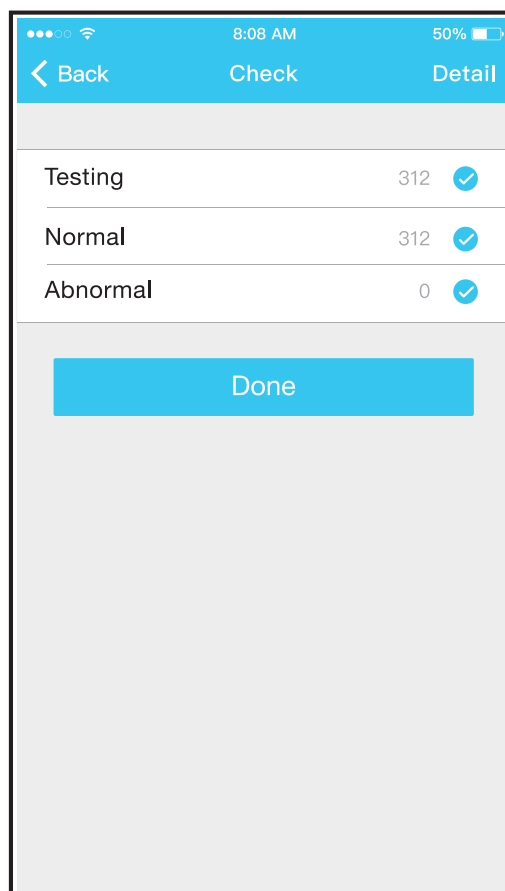 8:08 AM 50%
Back Check Detail
Testing 312
Normal 312
Abnormal 0
Done